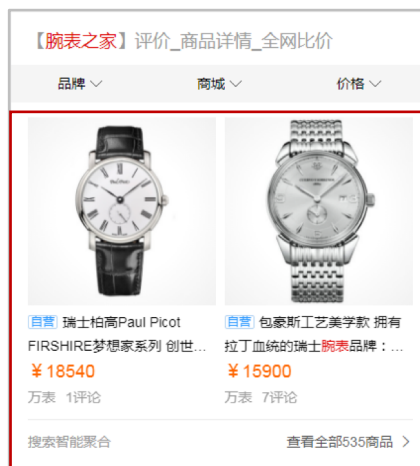 【腕表之家】评价_商品详情_全网比价
品牌 商城 价格
自营 瑞士柏高Paul Picot
FIRSHIRE梦想家系列 创世…
￥18540
万表 1评论
自营 包豪斯工艺美学款 拥有
拉丁血统的瑞士腕表品牌：…
￥15900
万表 7评论
搜索智能聚合 查看全部535商品